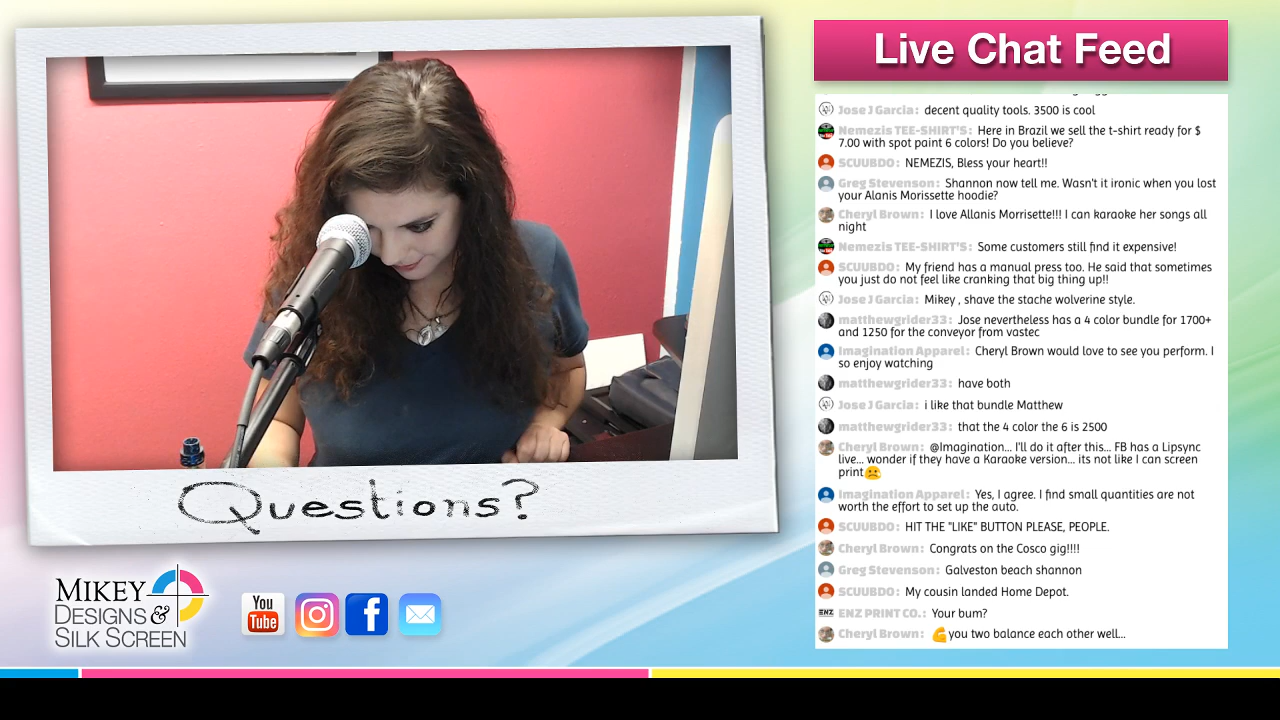 Live Chat Feed
Jose J Garcia: decent quality tools. 3500 is cool
Nemezis TEE-SHIRT'S: Here in Brazil we sell the t-shirt ready for $
7.00 with spot paint 6 colors! Do you believe?
SCUUBDO: NEMEZIS, Bless your heart!!
Greg Stevenson: Shannon now tell me. Wasn't it ironic when you lost
your Alanis Morissette hoodie?
Cheryl Brown: I love Allanis Morrisette!!! I can karaoke her songs all
night
Nemezis TEE-SHIRT'S: Some customers still find it expensive!
SCUUBDO: My friend has a manual press too. He said that sometimes
you just do not feel like cranking that big thing up!!
Jose J Garcia: Mikey , shave the stache wolverine style.
matthewgrider33: Jose nevertheless has a 4 color bundle for 1700+
and 1250 for the conveyor from vastec
Imagination Apparel: Cheryl Brown would love to see you perform. I
so enjoy watching
matthewgrider33: have both
Jose J Garcia: i like that bundle Matthew
matthewgrider33: that the 4 color the 6 is 2500
Cheryl Brown: @Imagination... I'll do it after this... FB has a Lipsync
live... wonder if they have a Karaoke version... its not like I can screen
print☹️
Imagination Apparel: Yes, I agree. I find small quantities are not
worth the effort to set up the auto.
SCUUBDO: HIT THE "LIKE" BUTTON PLEASE, PEOPLE.
Cheryl Brown: Congrats on the Cosco gig!!!!
Greg Stevenson: Galveston beach shannon
SCUUBDO: My cousin landed Home Depot.
ENZ ENZ PRINT CO.: Your bum?
Cheryl Brown: 💪you two balance each other well...
Questions?
MIKEY
DESIGNS &
SILK SCREEN
You
Tube